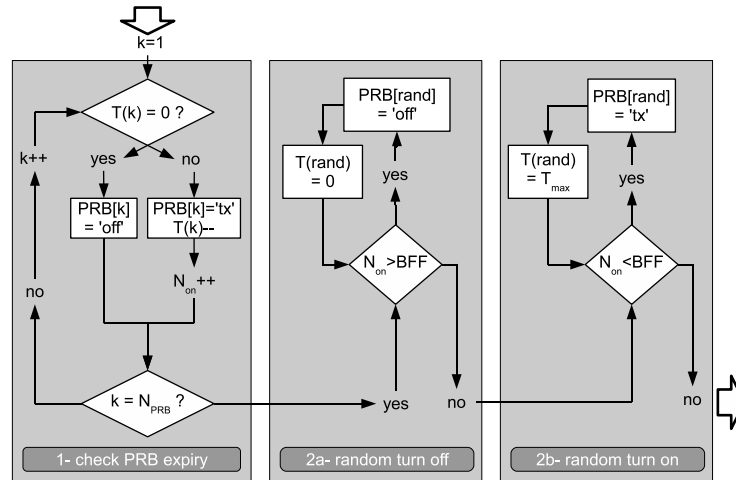 k=1
T(k) = 0 ?
yes
no
k++
PRB[k]
= 'off'
PRB[k]='tx'
T(k)--
N_on++
no
k = N_PRB ?
1- check PRB expiry
PRB[rand]
= 'off'
T(rand)
= 0
yes
N_on>BFF
yes
no
2a- random turn off
PRB[rand]
= 'tx'
T(rand)
= T_max
yes
N_on<BFF
no
2b- random turn on